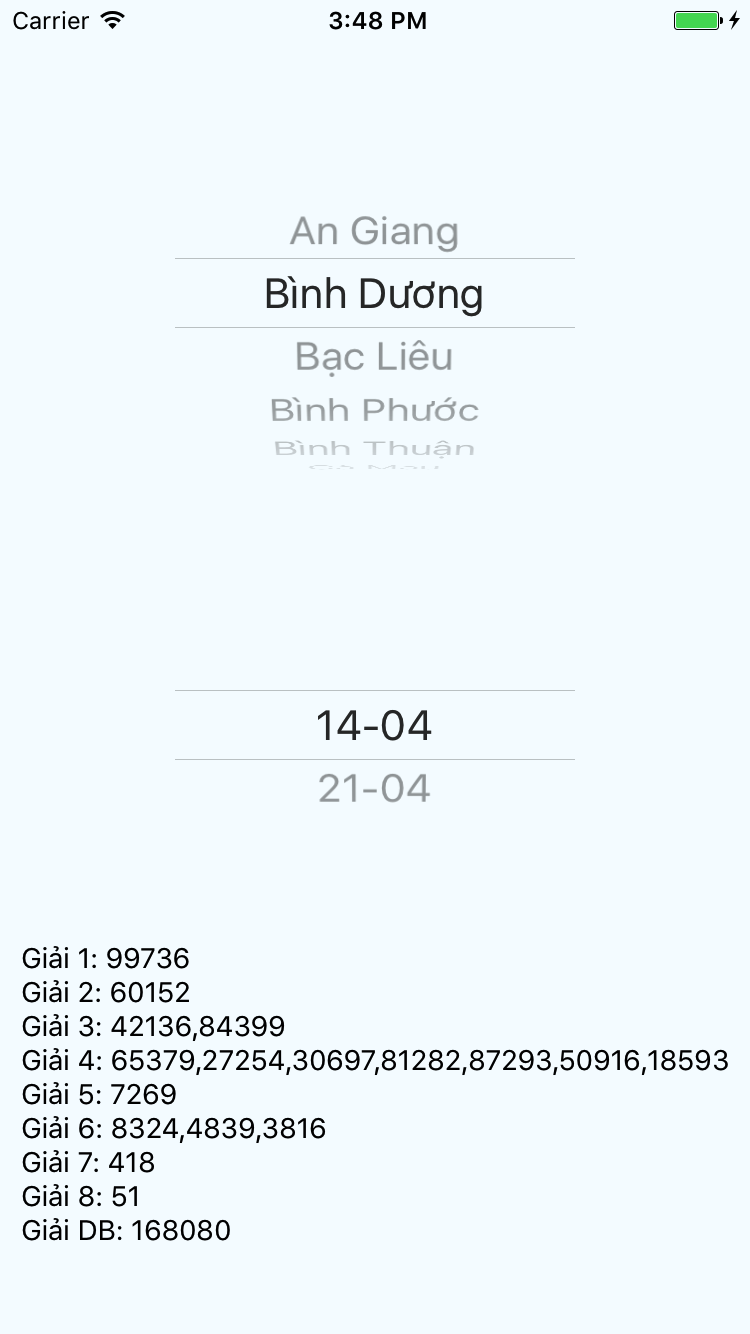 Carrier
3:48 PM
An Giang
Bình Dương
Bạc Liêu
Bình Phước
Bình Thuận
14-04
21-04
Giải 1: 99736
Giải 2: 60152
Giải 3: 42136,84399
Giải 4: 65379,27254,30697,81282,87293,50916,18593
Giải 5: 7269
Giải 6: 8324,4839,3816
Giải 7: 418
Giải 8: 51
Giải DB: 168080